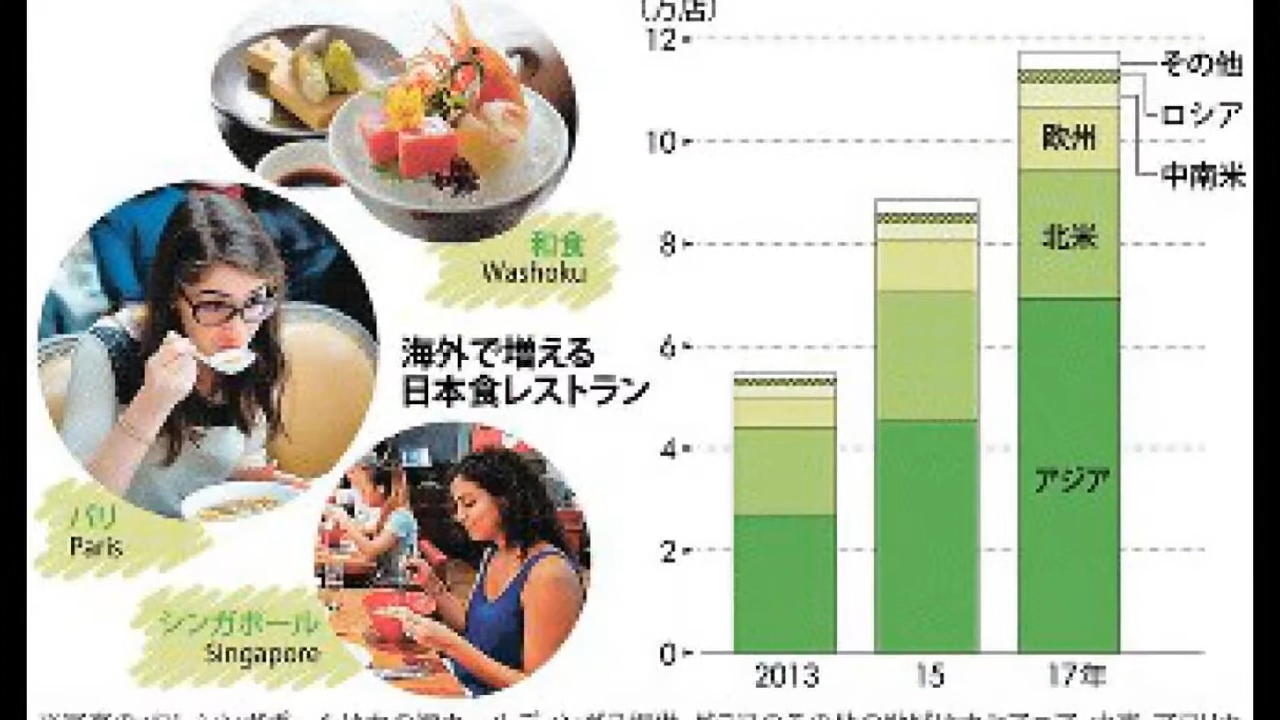 (万店)
12
10
8
6
4
2
0
2013
15
17年
その他
ロシア
中南米
欧州
北米
アジア
和食
Washoku
海外で増える
日本食レストラン
パリ
Paris
シンガポール
Singapore